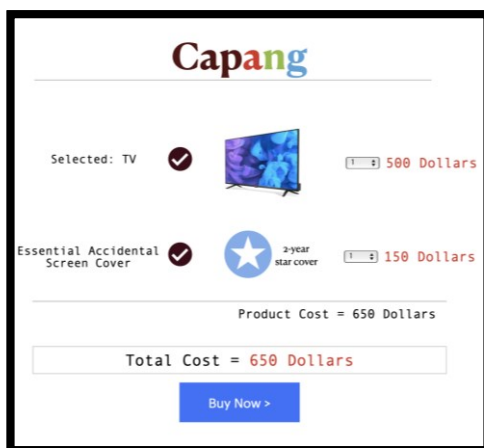 Capang
Selected: TV
1
500 Dollars
Essential Accidental
Screen Cover
2-year
star cover
1
150 Dollars
Product Cost = 650 Dollars
Total Cost = 650 Dollars
Buy Now >